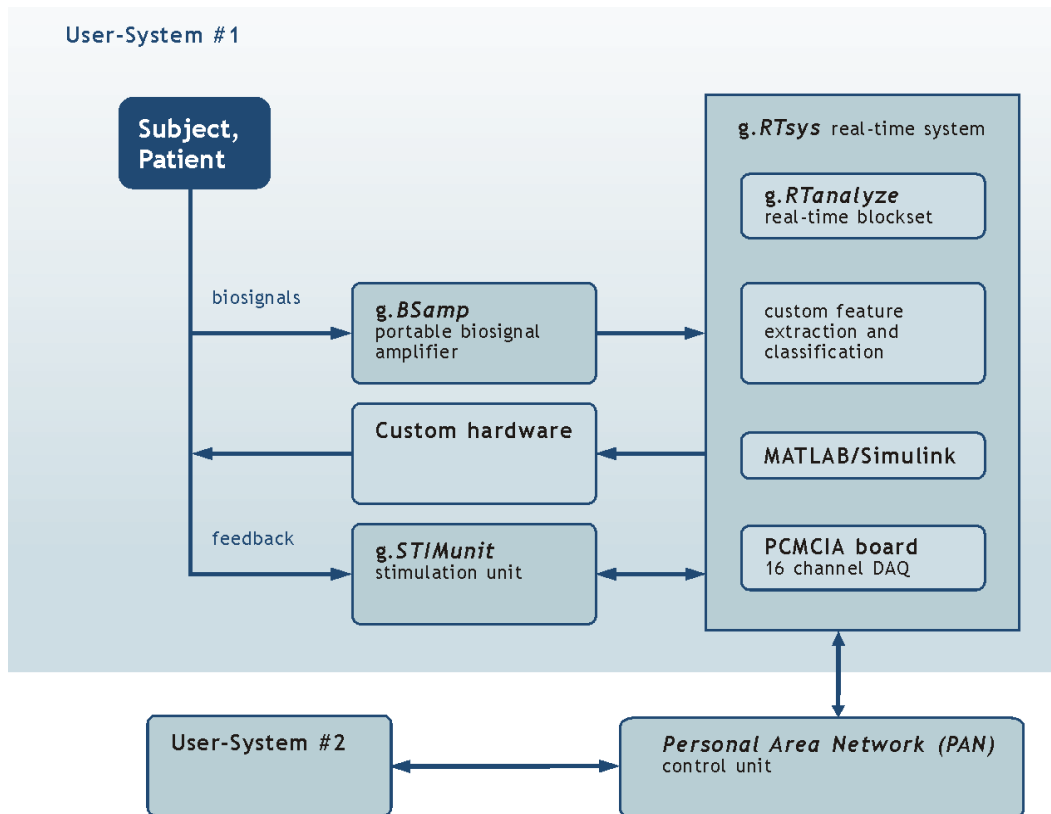 User-System #1
Subject,
Patient
g.RTsys real-time system
g.RTanalyze
real-time blockset
biosignals
g.BSamp
portable biosignal
amplifier
custom feature
extraction and
classification
Custom hardware
MATLAB/Simulink
feedback
g.STIMunit
stimulation unit
PCMCIA board
16 channel DAQ
User-System #2
Personal Area Network (PAN)
control unit